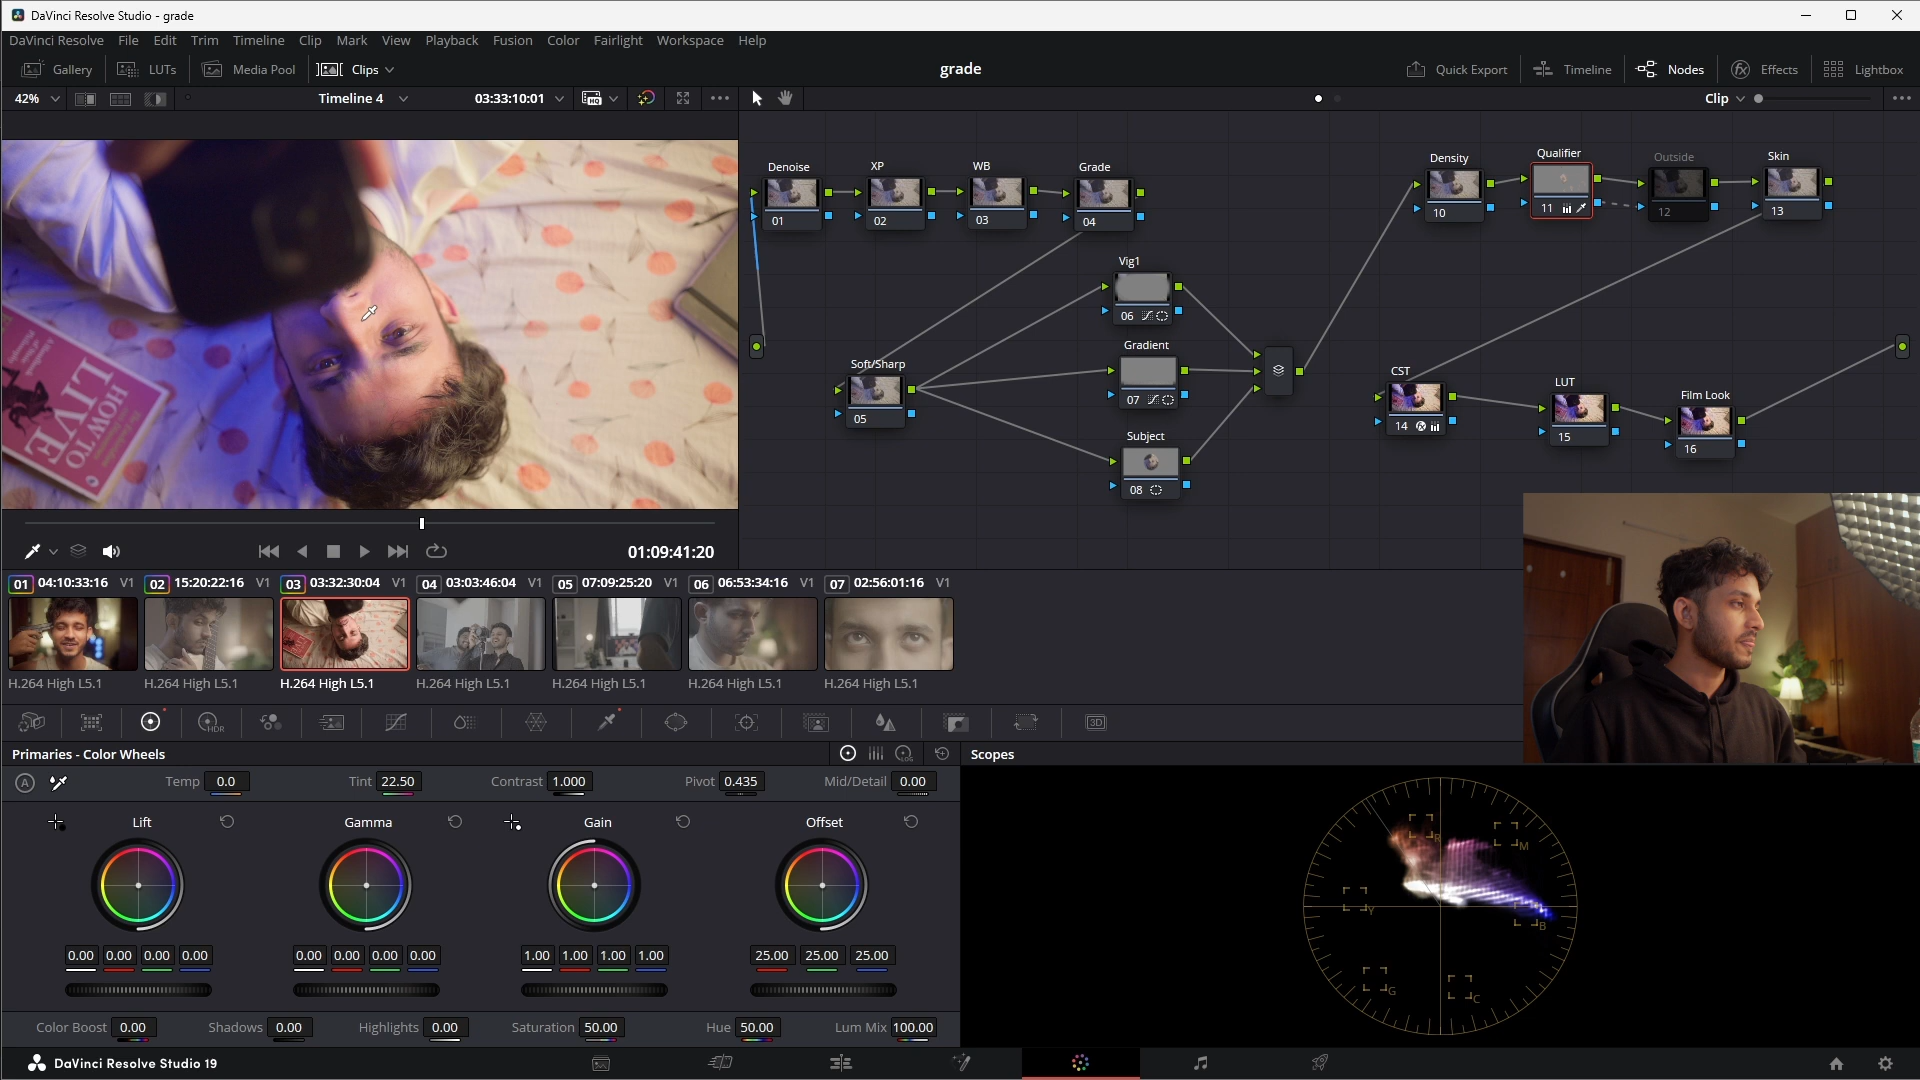 DaVinci Resolve Studio - grade
DaVinci Resolve File Edit Trim Timeline Clip Mark View Playback Fusion Color Fairlight Workspace Help
Gallery LUTs Media Pool Clips grade Quick Export Timeline Nodes Effects Lightbox
42% Timeline 4 03:33:10:01 Clip
Denoise XP WB Grade Density Qualifier Outside Skin
01 02 03 04 10 11 12 13
Vig1
06
Gradient
07
Subject
08
Soft/Sharp
05
CST LUT Film Look
14 15 16
HOW TO
LIVE
01:09:41:20
01 04:10:33:16 V1 02 15:20:22:16 V1 03 03:32:30:04 V1 04 03:03:46:04 V1 05 07:09:25:20 V1 06 06:53:34:16 V1 07 02:56:01:16 V1
H.264 High L5.1 H.264 High L5.1 H.264 High L5.1 H.264 High L5.1 H.264 High L5.1 H.264 High L5.1 H.264 High L5.1
HDR 3D
Primaries - Color Wheels LOG Scopes
A Temp 0.0 Tint 22.50 Contrast 1.000 Pivot 0.435 Mid/Detail 0.00
Lift Gamma Gain Offset
0.00 0.00 0.00 0.00 0.00 0.00 0.00 0.00 1.00 1.00 1.00 1.00 25.00 25.00 25.00
Color Boost 0.00 Shadows 0.00 Highlights 0.00 Saturation 50.00 Hue 50.00 Lum Mix 100.00
R M
Y B
G C
DaVinci Resolve Studio 19